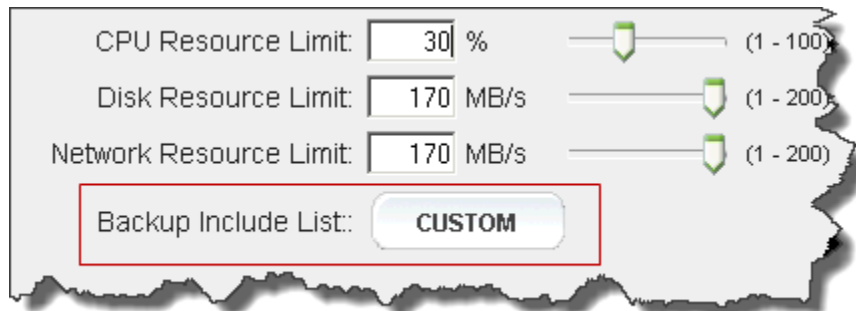 CPU Resource Limit: 30 % (1 - 100)
Disk Resource Limit: 170 MB/s (1 - 200)
Network Resource Limit: 170 MB/s (1 - 200)
Backup Include List:: CUSTOM